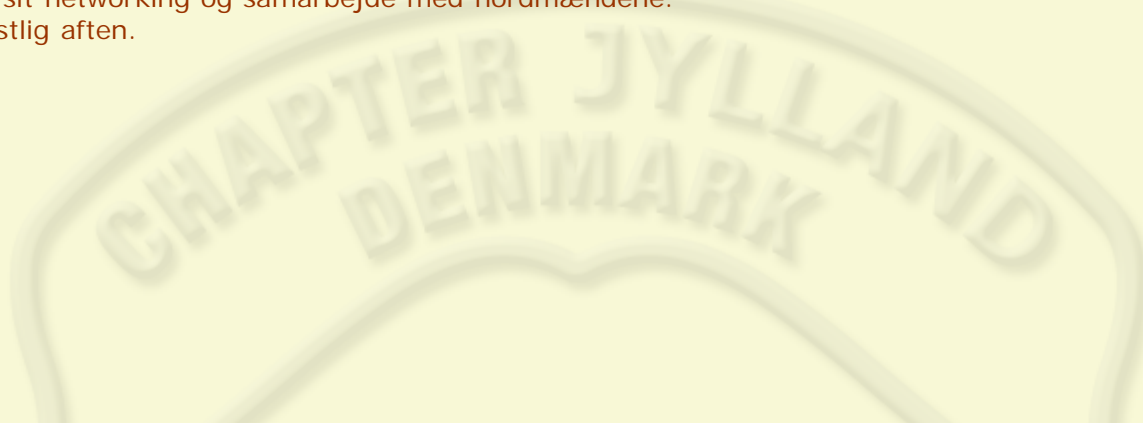 sit networking og samarbejde med nordmændene.
stlig aften.
CHAPTER JYLLAND
DENMARK